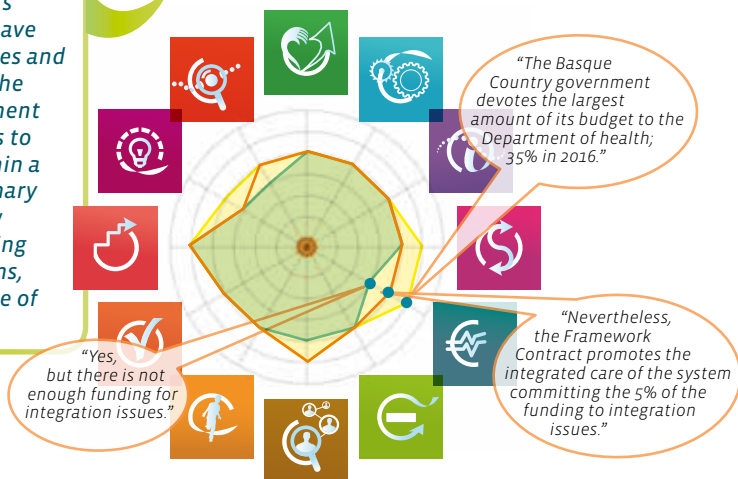 s
ave
es and
he
ment
s to
hin a
nary
ing
ns,
e of
“The Basque
Country government
devotes the largest
amount of its budget to the
Department of health;
35% in 2016.”
“Nevertheless,
the Framework
Contract promotes the
integrated care of the system
committing the 5% of the
funding to integration
issues.”
“Yes,
but there is not
enough funding for
integration issues.”